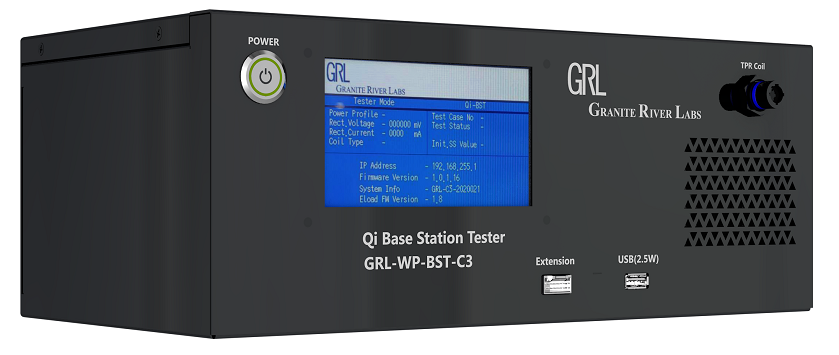 POWER
GRL
GRANITE RIVER LABS
Tester Mode Qi-BST
Power Profile - Test Case No -
Rect.Voltage - 000000 mV Test Status -
Rect.Current - 0000 mA
Coil Type - Init.SS Value -
IP Address - 192.168.255.1
Firmware Version - 1.0.1.16
System Info - GRL-C3-2020021
Eload FW Version - 1.8
GRL
GRANITE RIVER LABS
TPR Coil
Qi Base Station Tester
GRL-WP-BST-C3
Extension
USB(2.5W)